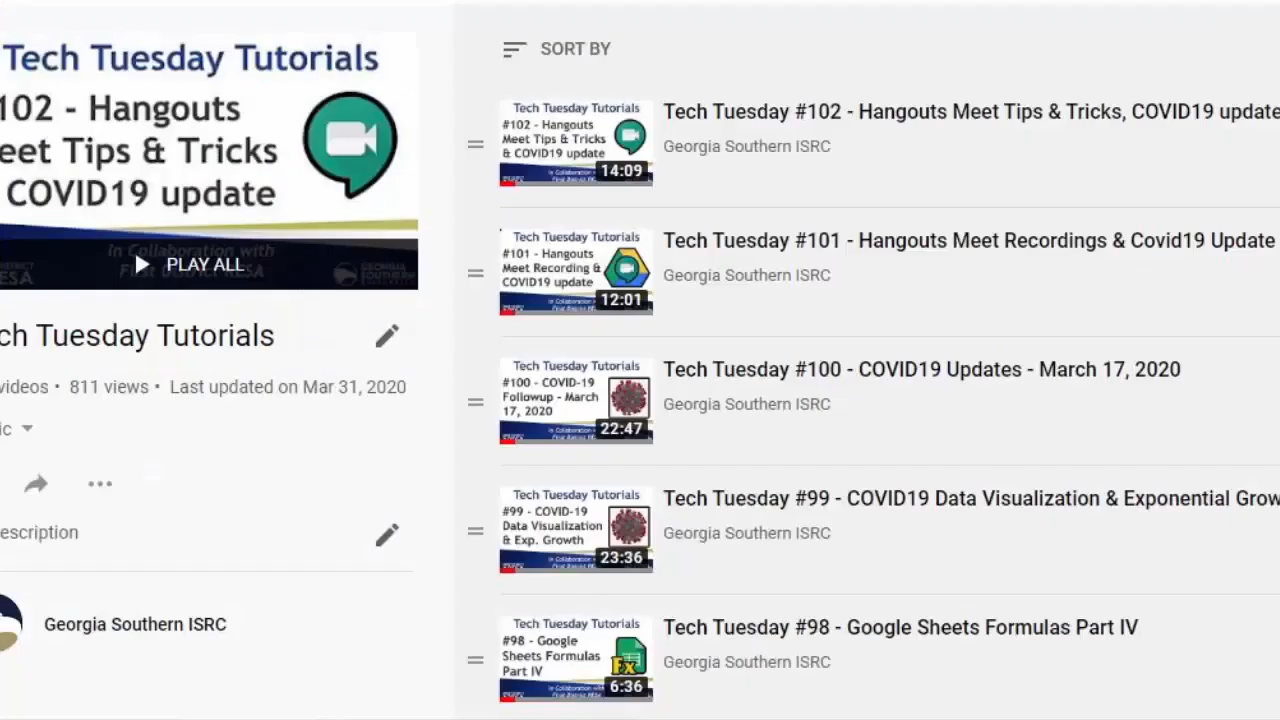 Tech Tuesday Tutorials
102 - Hangouts
eet Tips & Tricks
COVID19 update
In Collaboration with
PLAY ALL
ch Tuesday Tutorials
videos • 811 views • Last updated on Mar 31, 2020
ic
escription
Georgia Southern ISRC
SORT BY
Tech Tuesday Tutorials
#102 - Hangouts
Meet Tips & Tricks
& COVID19 update
In Collaboration
14:09
Tech Tuesday #102 - Hangouts Meet Tips & Tricks, COVID19 update
Georgia Southern ISRC
Tech Tuesday Tutorials
#101 - Hangouts
Meet Recording &
COVID19 update
12:01
Tech Tuesday #101 - Hangouts Meet Recordings & Covid19 Update
Georgia Southern ISRC
Tech Tuesday Tutorials
#100 - COVID-19
Followup - March
17, 2020
22:47
Tech Tuesday #100 - COVID19 Updates - March 17, 2020
Georgia Southern ISRC
Tech Tuesday Tutorials
#99 - COVID-19
Data Visualization
& Exp. Growth
23:36
Tech Tuesday #99 - COVID19 Data Visualization & Exponential Grow
Georgia Southern ISRC
Tech Tuesday Tutorials
#98 - Google
Sheets Formulas
Part IV
Fx
6:36
Tech Tuesday #98 - Google Sheets Formulas Part IV
Georgia Southern ISRC